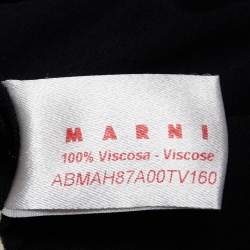 MARNI
100% Viscosa - Viscose
ABMAH87A00TV160